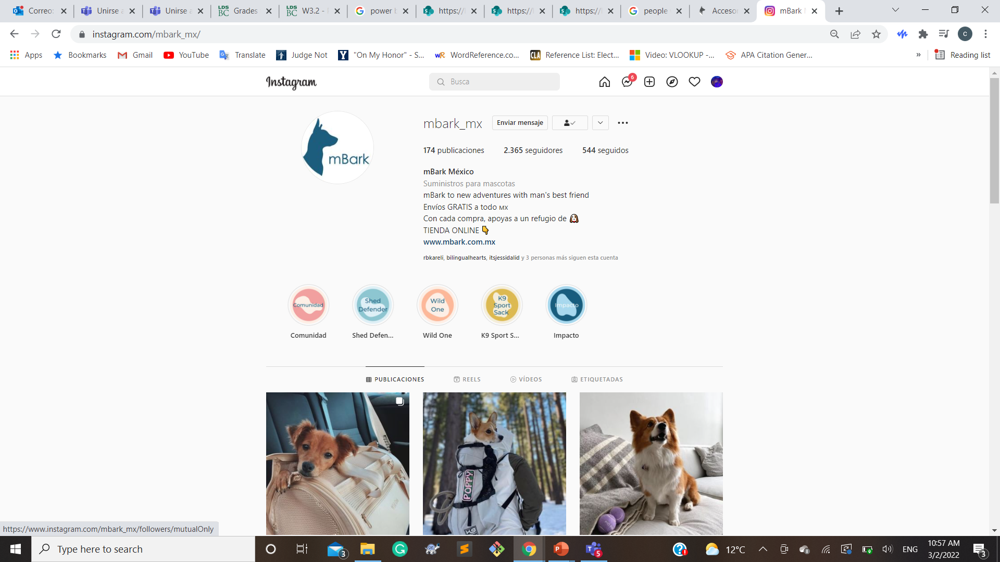 Correo:
Unirse a
Unirse a
LDS BC Grades
LDS BC W3.2 -
power b
https://
https://
https://
people
Acceso
mBark
instagram.com/mbark_mx/
C
Apps
Bookmarks
Gmail
YouTube
Translate
Judge Not
"On My Honor" - S...
WordReference.co...
CLA Reference List: Elect...
Video: VLOOKUP -...
APA Citation Gener...
»
Reading list
Instagram
Busca
6
mBark
mbark_mx
Enviar mensaje
174 publicaciones
2.365 seguidores
544 seguidos
mBark México
Suministros para mascotas
mBark to new adventures with man's best friend
Envíos GRATIS a todo MX
Con cada compra, apoyas a un refugio de 🐶
TIENDA ONLINE 👇
www.mbark.com.mx
rbkareli, bilingualhearts, itsjessidalid y 3 personas más siguen esta cuenta
Comunidad
Shed
Defender
Wild
One
K9
Sport
Sack
Impacto
Comunidad
Shed Defen...
Wild One
K9 Sport S...
Impacto
PUBLICACIONES
REELS
VÍDEOS
ETIQUETADAS
POPPY
K9
https://www.instagram.com/mbark_mx/followers/mutualOnly
Type here to search
3
5
12°C
ENG
10:57 AM
3/2/2022
3